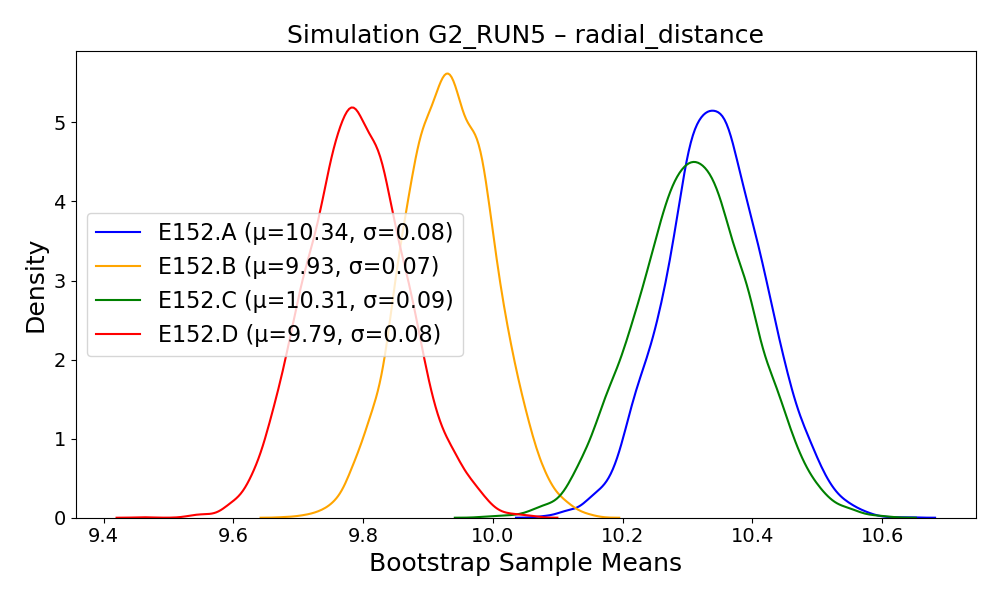 Simulation G2_RUN5 – radial_distance
Density
5
4
3
2
1
0
E152.A (μ=10.34, σ=0.08)
E152.B (μ=9.93, σ=0.07)
E152.C (μ=10.31, σ=0.09)
E152.D (μ=9.79, σ=0.08)
9.4 9.6 9.8 10.0 10.2 10.4 10.6
Bootstrap Sample Means